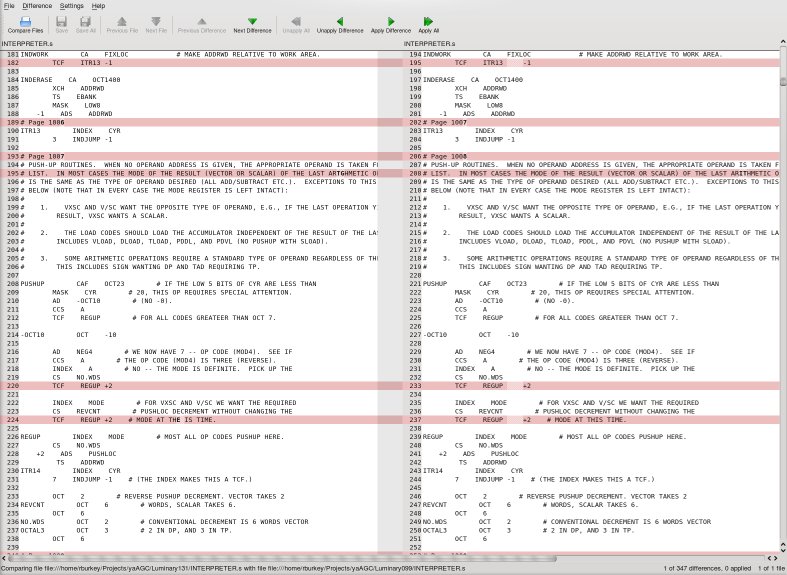 File Difference Settings Help
Compare Files Save Save All Previous File Next File Previous Difference Next Difference Unapply All Unapply Difference Apply Difference Apply All
INTERPRETER.s
181 INDWORK CA FIXLOC # MAKE ADDRWD RELATIVE TO WORK AREA.
182 TCF ITR13 -1
183
184 INDERASE CA OCT1400
185 XCH ADDRWD
186 TS EBANK
187 MASK LOW8
188 -1 ADS ADDRWD
189 # Page 1006
190 ITR13 INDEX CYR
191 3 INDJUMP -1
192
193 # Page 1007
194 # PUSH-UP ROUTINES. WHEN NO OPERAND ADDRESS IS GIVEN, THE APPROPRIATE OPERAND IS TAKEN F
195 # LIST. IN MOST CASES THE MODE OF THE RESULT (VECTOR OR SCALAR) OF THE LAST ARTGHMETIC O
196 # IS THE SAME AS THE TYPE OF OPERAND DESIRED (ALL ADD/SUBTRACT ETC.). EXCEPTIONS TO THIS
197 # BELOW (NOTE THAT IN EVERY CASE THE MODE REGISTER IS LEFT INTACT):
198 #
199 # 1. VXSC AND V/SC WANT THE OPPOSITE TYPE OF OPERAND, E.G., IF THE LAST OPERATION Y
200 # RESULT, VXSC WANTS A SCALAR.
201 #
202 # 2. THE LOAD CODES SHOULD LOAD THE ACCUMULATOR INDEPENDENT OF THE RESULT OF THE LAS
203 # INCLUDES VLOAD, DLOAD, TLOAD, PDDL, AND PDVL (NO PUSHUP WITH SLOAD).
204 #
205 # 3. SOME ARITHMETIC OPERATIONS REQUIRE A STANDARD TYPE OF OPERAND REGARDLESS OF TH
206 # THIS INCLUDES SIGN WANTING DP AND TAD REQUIRING TP.
207
208 PUSHUP CAF OCT23 # IF THE LOW 5 BITS OF CYR ARE LESS THAN
209 MASK CYR # 20, THIS OP REQUIRES SPECIAL ATTENTION.
210 AD -OCT10 # (NO -0).
211 CCS A
212 TCF REGUP # FOR ALL CODES GREATEER THAN OCT 7.
213
214 -OCT10 OCT -10
215
216 AD NEG4 # WE NOW HAVE 7 -- OP CODE (MOD4). SEE IF
217 CCS A # THE OP CODE (MOD4) IS THREE (REVERSE).
218 INDEX A # NO -- THE MODE IS DEFINITE. PICK UP THE
219 CS NO.WDS
220 TCF REGUP +2
221
222 INDEX MODE # FOR VXSC AND V/SC WE WANT THE REQUIRED
223 CS REVCNT # PUSHLOC DECREMENT WITHOUT CHANGING THE
224 TCF REGUP +2 # MODE AT THE IS TIME.
225
226 REGUP INDEX MODE # MOST ALL OP CODES PUSHUP HERE.
227 CS NO.WDS
228 +2 ADS PUSHLOC
229 TS ADDRWD
230 ITR14 INDEX CYR
231 7 INDJUMP -1 # (THE INDEX MAKES THIS A TCF.)
232
233 OCT 2 # REVERSE PUSHUP DECREMENT. VECTOR TAKES 2
234 REVCNT OCT 6 # WORDS, SCALAR TAKES 6.
235 OCT 6
236 NO.WDS OCT 2 # CONVENTIONAL DECREMENT IS 6 WORDS VECTOR
237 OCTAL3 OCT 3 # 2 IN DP, AND 3 IN TP.
238 OCT 6
239
INTERPRETER.s
194 INDWORK CA FIXLOC # MAKE ADDRWD RELATIVE TO WORK AREA.
195 TCF ITR13 -1
196
197 INDERASE CA OCT1400
198 XCH ADDRWD
199 TS EBANK
200 MASK LOW8
201 -1 ADS ADDRWD
202 # Page 1007
203 ITR13 INDEX CYR
204 3 INDJUMP -1
205
206 # Page 1008
207 # PUSH-UP ROUTINES. WHEN NO OPERAND ADDRESS IS GIVEN, THE APPROPRIATE OPERAND IS TAKEN F
208 # LIST. IN MOST CASES THE MODE OF THE RESULT (VECTOR OR SCALAR) OF THE LAST ARITHMETIC O
209 # IS THE SAME AS THE TYPE OF OPERAND DESIRED (ALL ADD/SUBTRACT ETC.). EXCEPTIONS TO THIS
210 # BELOW (NOTE THAT IN EVERY CASE THE MODE REGISTER IS LEFT INTACT):
211 #
212 # 1. VXSC AND V/SC WANT THE OPPOSITE TYPE OF OPERAND, E.G., IF THE LAST OPERATION Y
213 # RESULT, VXSC WANTS A SCALAR.
214 #
215 # 2. THE LOAD CODES SHOULD LOAD THE ACCUMULATOR INDEPENDENT OF THE RESULT OF THE LA
216 # INCLUDES VLOAD, DLOAD, TLOAD, PDDL, AND PDVL (NO PUSHUP WITH SLOAD).
217 #
218 # 3. SOME ARITHMETIC OPERATIONS REQUIRE A STANDARD TYPE OF OPERAND REGARDLESS OF TH
219 # THIS INCLUDES SIGN WANTING DP AND TAD REQUIRING TP.
220
221 PUSHUP CAF OCT23 # IF THE LOW 5 BITS OF CYR ARE LESS THAN
222 MASK CYR # 20, THIS OP REQUIRES SPECIAL ATTENTION.
223 AD -OCT10 # (NO -0).
224 CCS A
225 TCF REGUP # FOR ALL CODES GREATEER THAN OCT 7.
226
227 -OCT10 OCT -10
228
229 AD NEG4 # WE NOW HAVE 7 -- OP CODE (MOD4). SEE IF
230 CCS A # THE OP CODE (MOD4) IS THREE (REVERSE).
231 INDEX A # NO -- THE MODE IS DEFINITE. PICK UP THE
232 CS NO.WDS
233 TCF REGUP +2
234
235 INDEX MODE # FOR VXSC AND V/SC WE WANT THE REQUIRED
236 CS REVCNT # PUSHLOC DECREMENT WITHOUT CHANGING THE
237 TCF REGUP +2 # MODE AT THIS TIME.
238
239 REGUP INDEX MODE # MOST ALL OP CODES PUSHUP HERE.
240 CS NO.WDS
241 +2 ADS PUSHLOC
242 TS ADDRWD
243 ITR14 INDEX CYR
244 7 INDJUMP -1 # (THE INDEX MAKES THIS A TCF.)
245
246 OCT 2 # REVERSE PUSHUP DECREMENT. VECTOR TAKES 2
247 REVCNT OCT 6 # WORDS, SCALAR TAKES 6.
248 OCT 6
249 NO.WDS OCT 2 # CONVENTIONAL DECREMENT IS 6 WORDS VECTOR
250 OCTAL3 OCT 3 # 2 IN DP, AND 3 IN TP.
251 OCT 6
252
Comparing file file:///home/rburkey/Projects/yaAGC/Luminary131/INTERPRETER.s with file file:///home/rburkey/Projects/yaAGC/Luminary099/INTERPRETER.s 1 of 347 differences, 0 applied 1 of 1 file